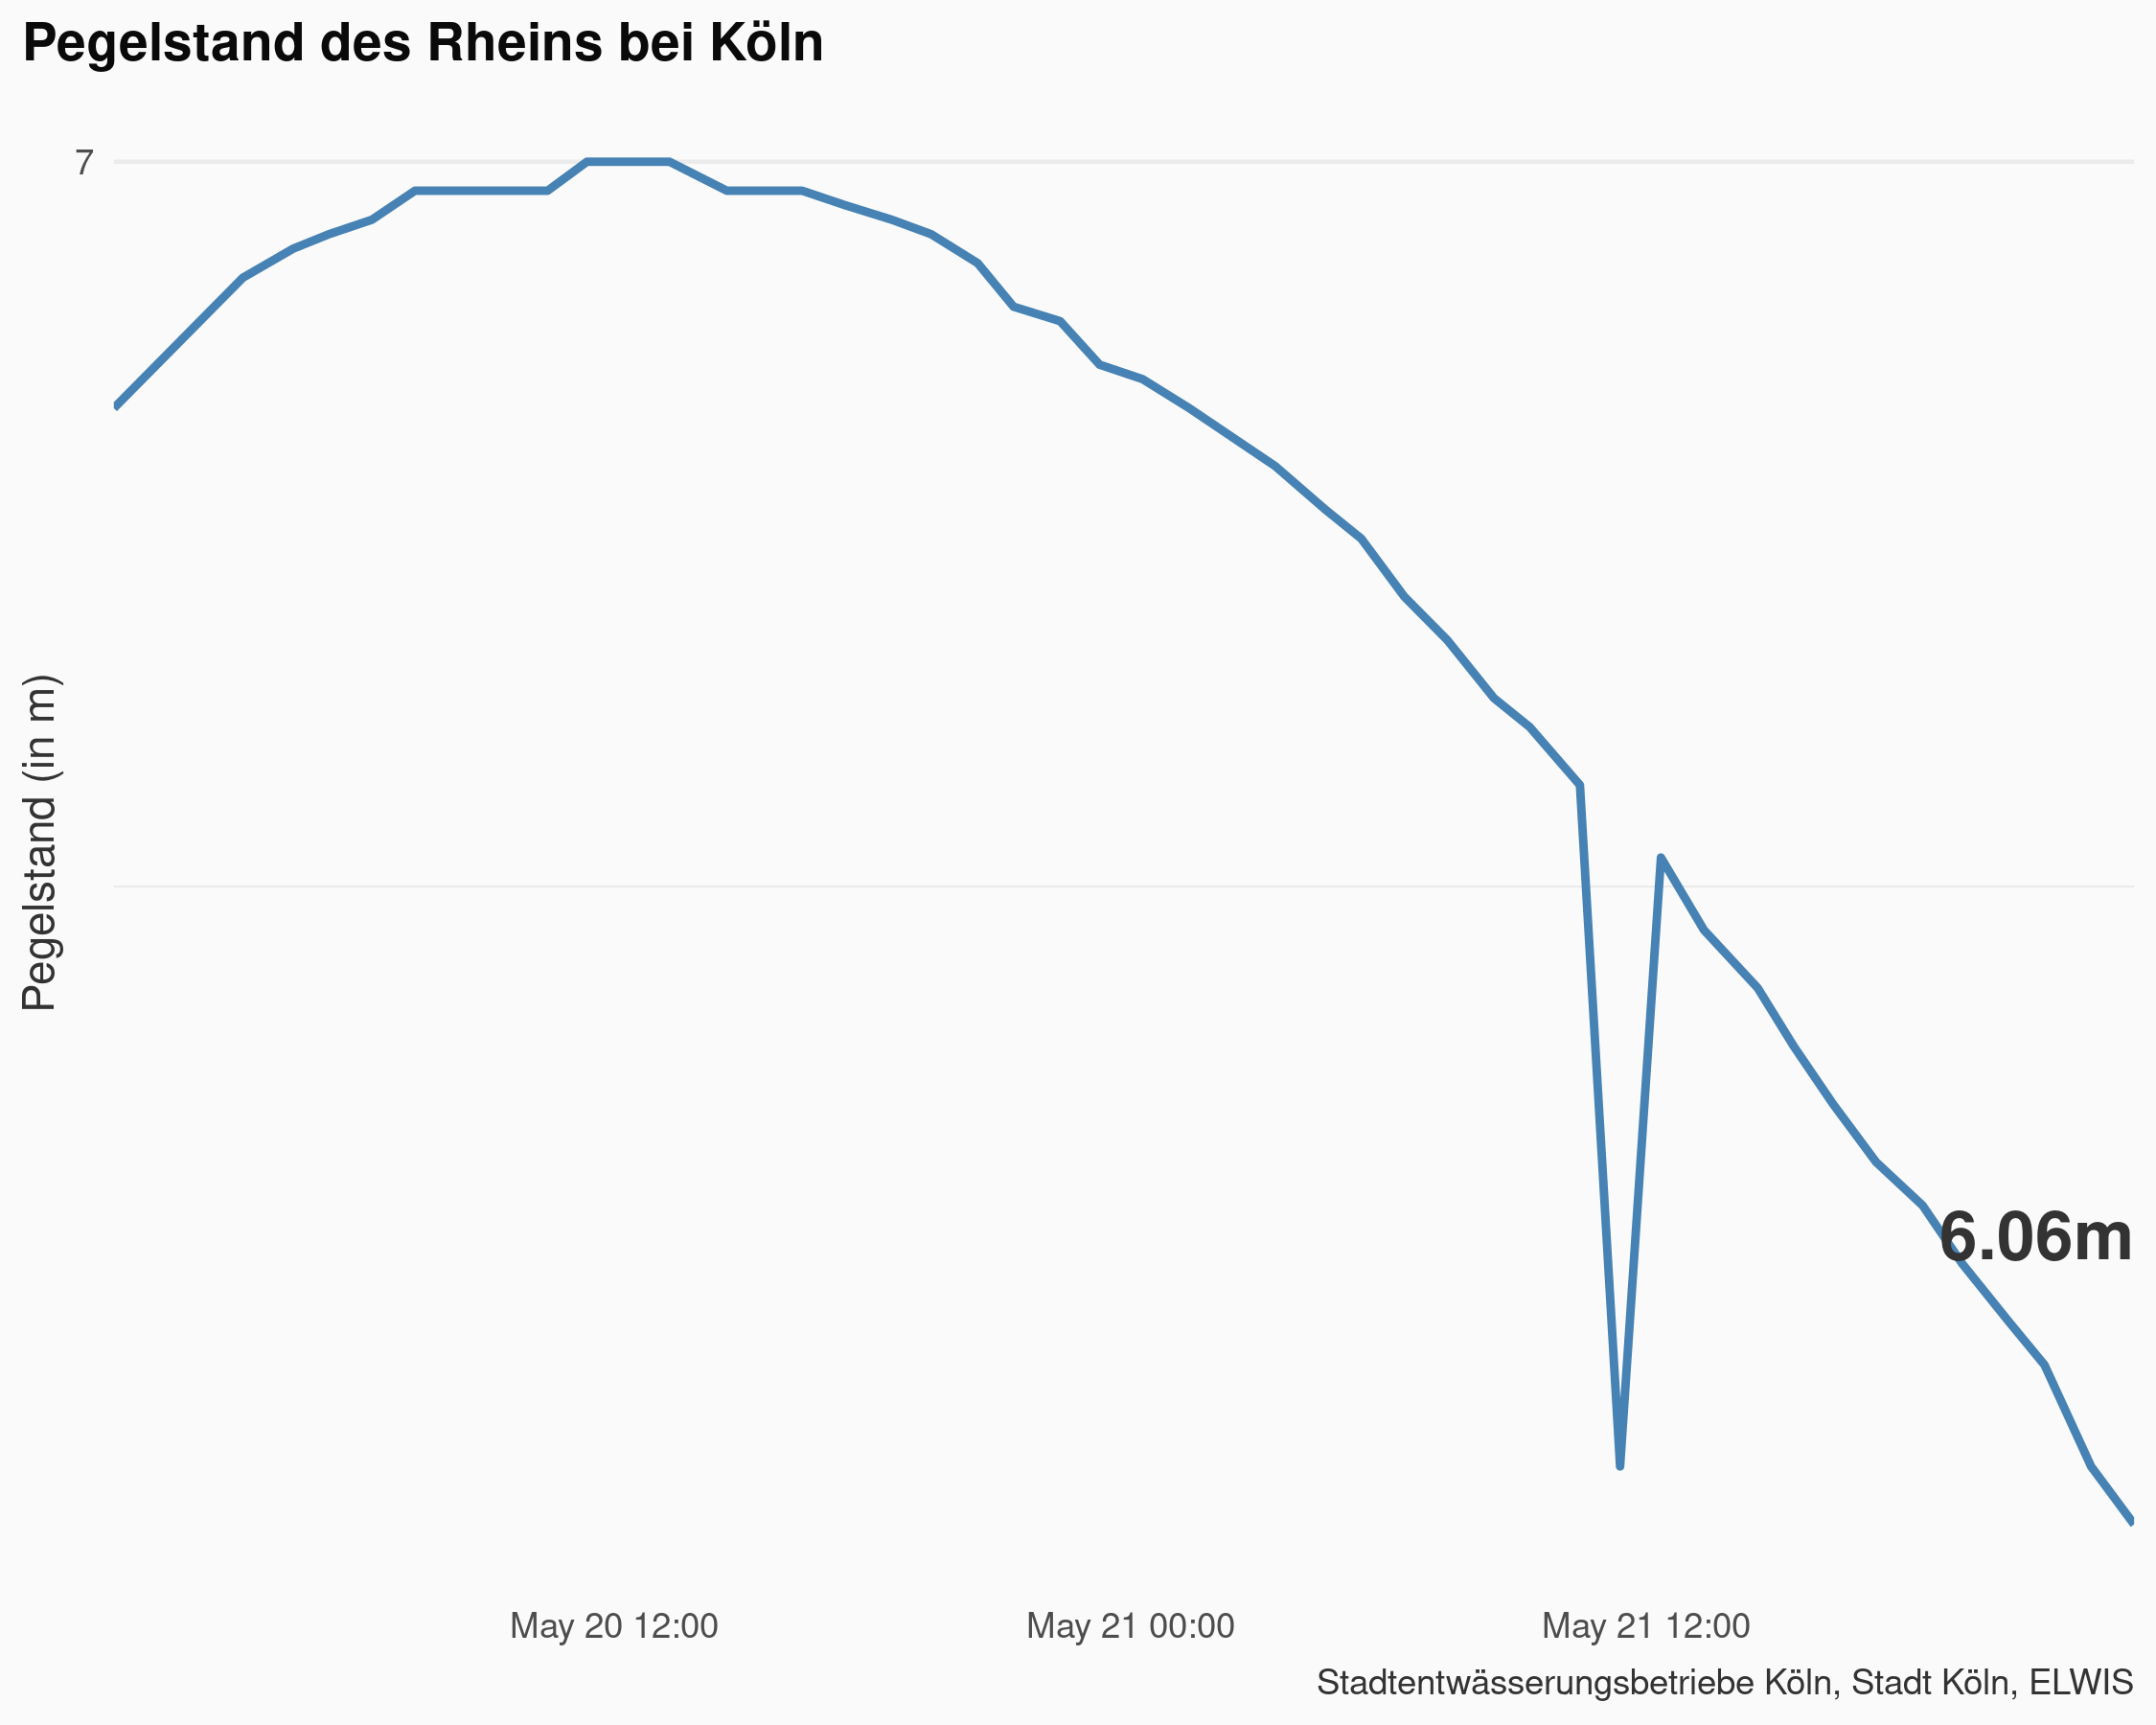 Pegelstand des Rheins bei Köln
7
Pegelstand (in m)
6.06m
May 20 12:00
May 21 00:00
May 21 12:00
Stadtentwässerungsbetriebe Köln, Stadt Köln, ELWIS